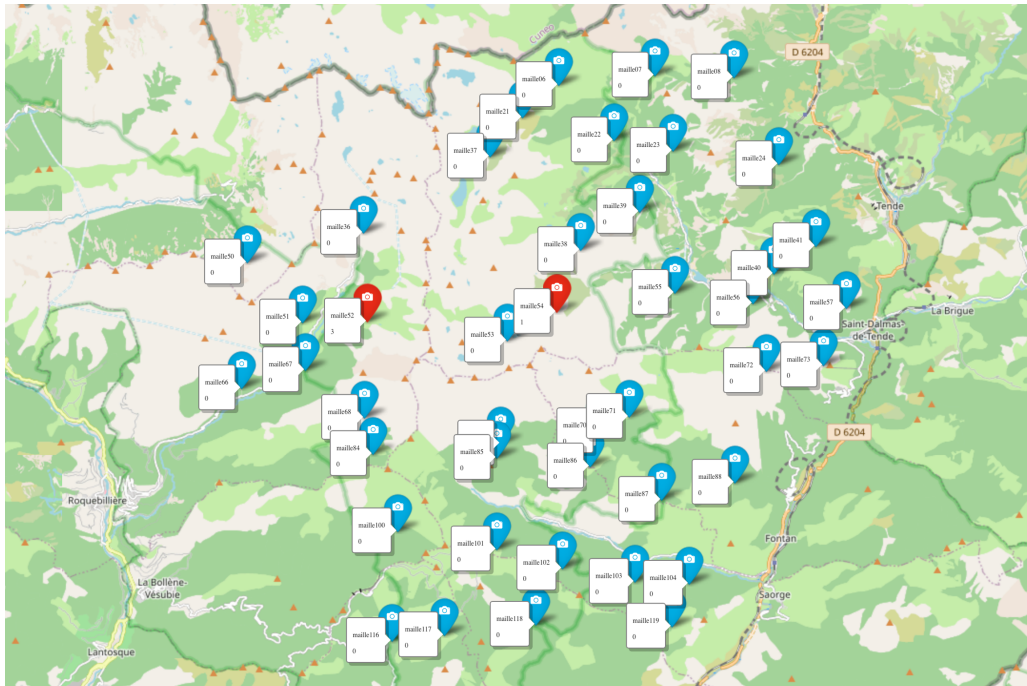 Cuneo
D 6204
maille06
0
maille07
0
maille08
0
maille21
0
maille22
0
maille23
0
maille37
0
maille24
0
maille39
0
Tende
maille36
0
maille38
0
maille41
0
maille50
0
maille40
0
maille55
0
maille56
0
maille57
0
maille51
0
maille52
3
maille54
1
maille53
0
La Brigue
Saint-Dalmas-
de-Tende
maille67
0
maille72
0
maille73
0
maille66
0
maille68
0
maille71
0
maille70
maille84
0
D 6204
maille85
0
maille86
0
maille88
0
maille87
0
Roquebillière
maille100
0
maille101
0
Fontan
maille102
0
maille103
0
maille104
0
La Bollène-
Vésubie
Saorge
maille118
0
maille119
0
maille116
0
maille117
0
Lantosque